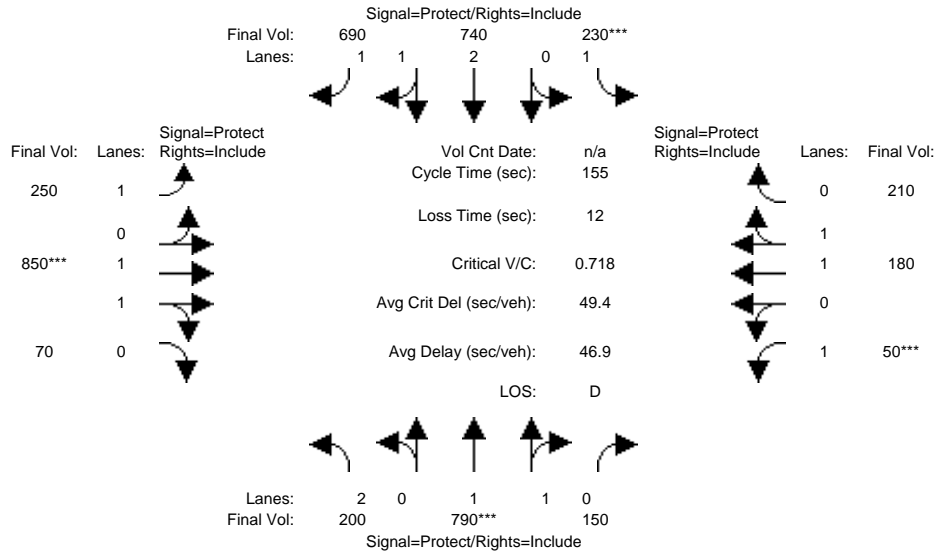 Signal=Protect/Rights=Include
Final Vol: 690 740 230***
Lanes: 1 1 2 0 1
Signal=Protect Signal=Protect
Final Vol: Lanes: Rights=Include Vol Cnt Date: n/a Rights=Include Lanes: Final Vol:
Cycle Time (sec): 155
250 1 0 210
Loss Time (sec): 12
0 1
850*** 1 Critical V/C: 0.718 1 180
1 Avg Crit Del (sec/veh): 49.4 0
70 0 Avg Delay (sec/veh): 46.9 1 50***
LOS: D
Lanes: 2 0 1 1 0
Final Vol: 200 790*** 150
Signal=Protect/Rights=Include